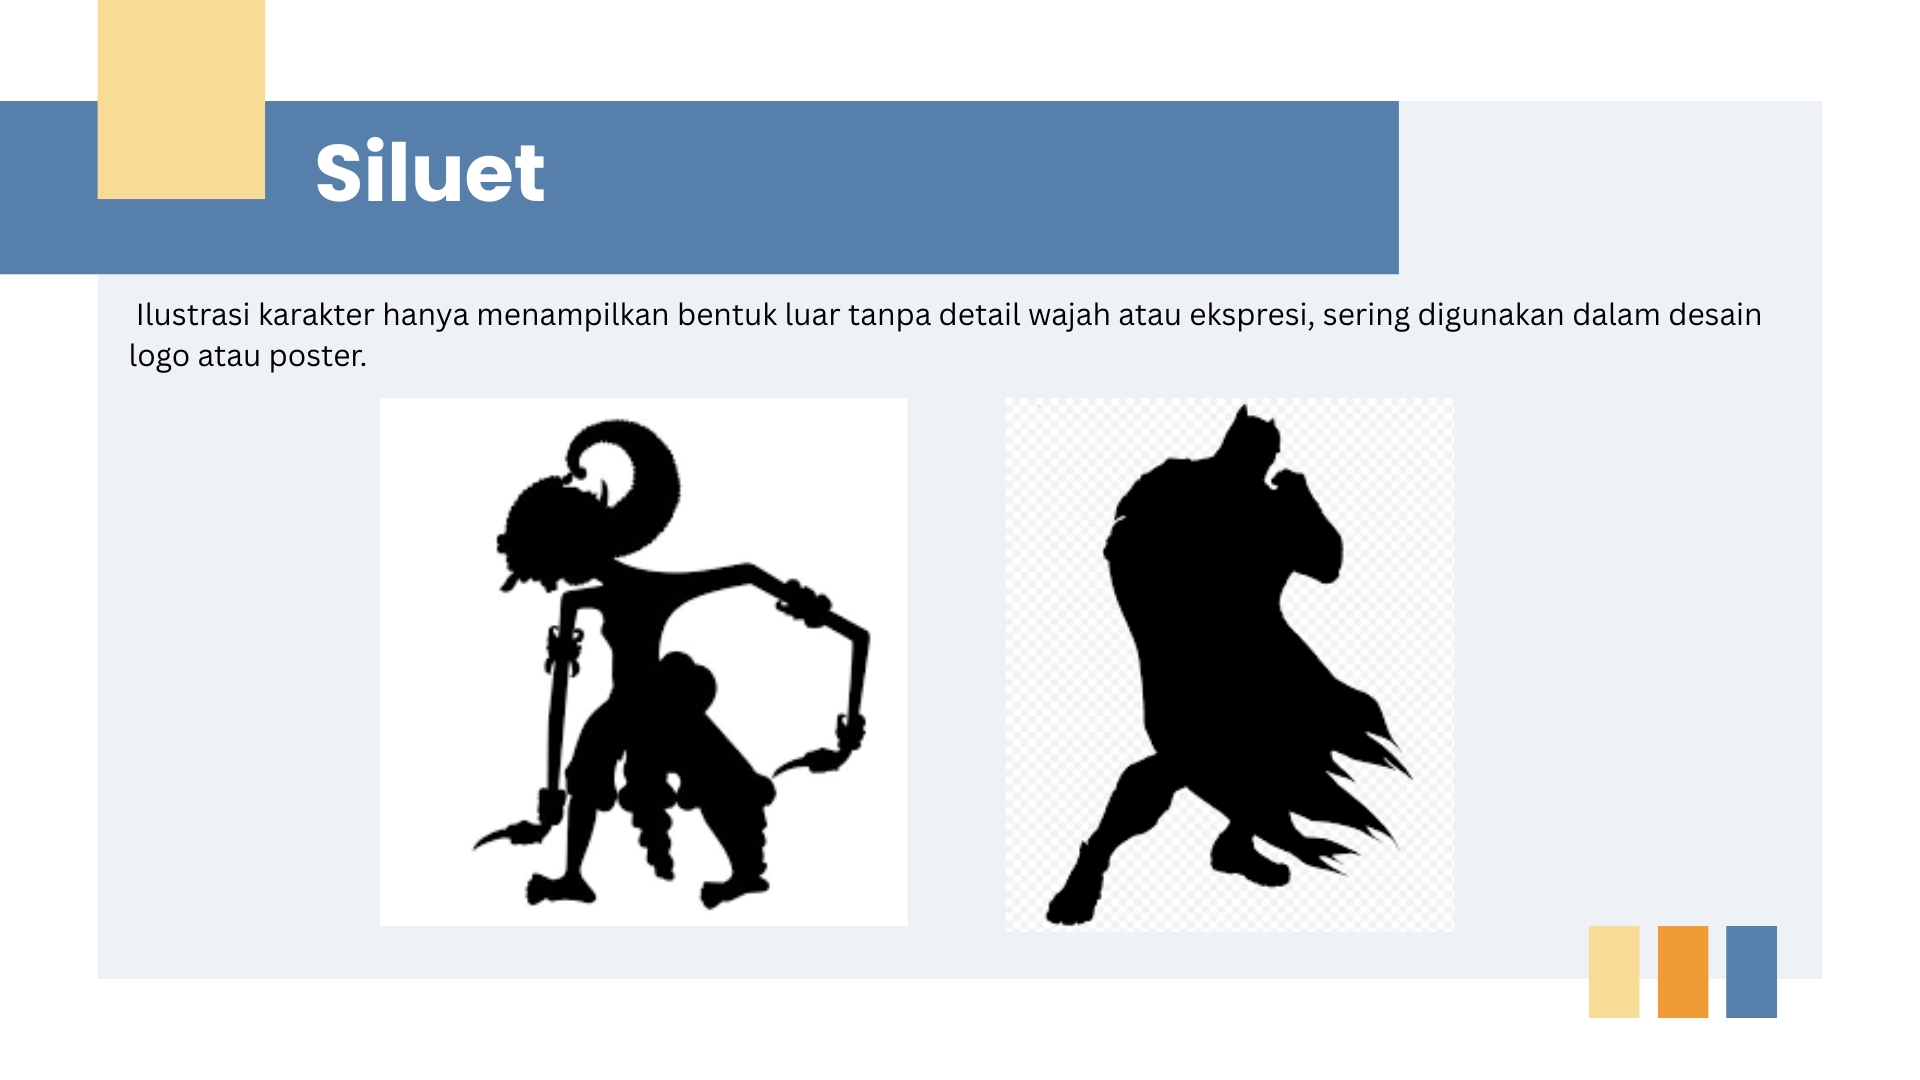 Siluet
Ilustrasi karakter hanya menampilkan bentuk luar tanpa detail wajah atau ekspresi, sering digunakan dalam desain
logo atau poster.